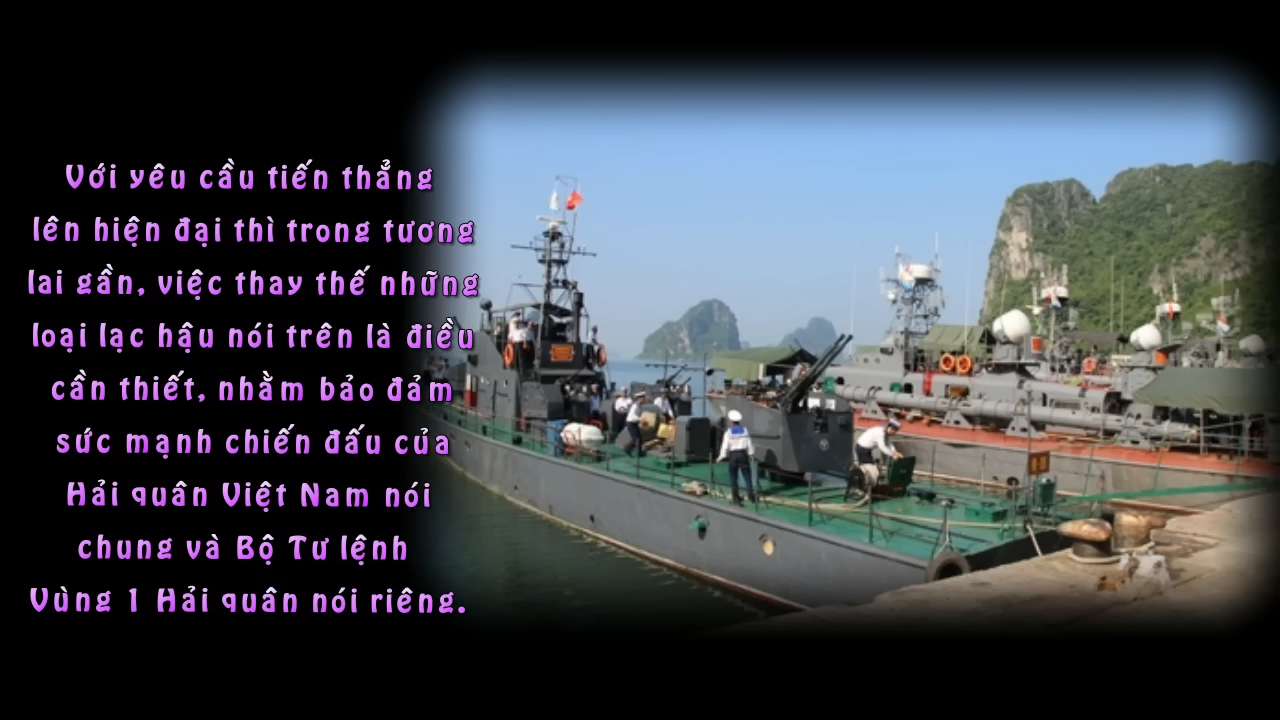 Với yêu cầu tiến thẳng
lên hiện đại thì trong tương
lai gần, việc thay thế những
loại lạc hậu nói trên là điều
cần thiết, nhằm bảo đảm
sức mạnh chiến đấu của
Hải quân Việt Nam nói
chung và Bộ Tư lệnh
Vùng 1 Hải quân nói riêng.